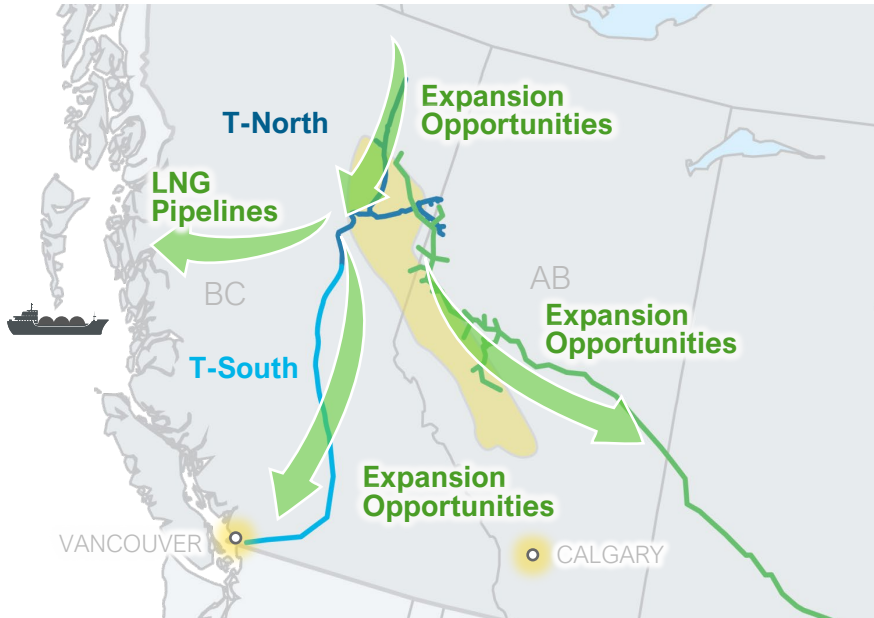 Expansion
Opportunities
T-North
LNG
Pipelines
BC
AB
Expansion
Opportunities
T-South
Expansion
Opportunities
VANCOUVER
CALGARY